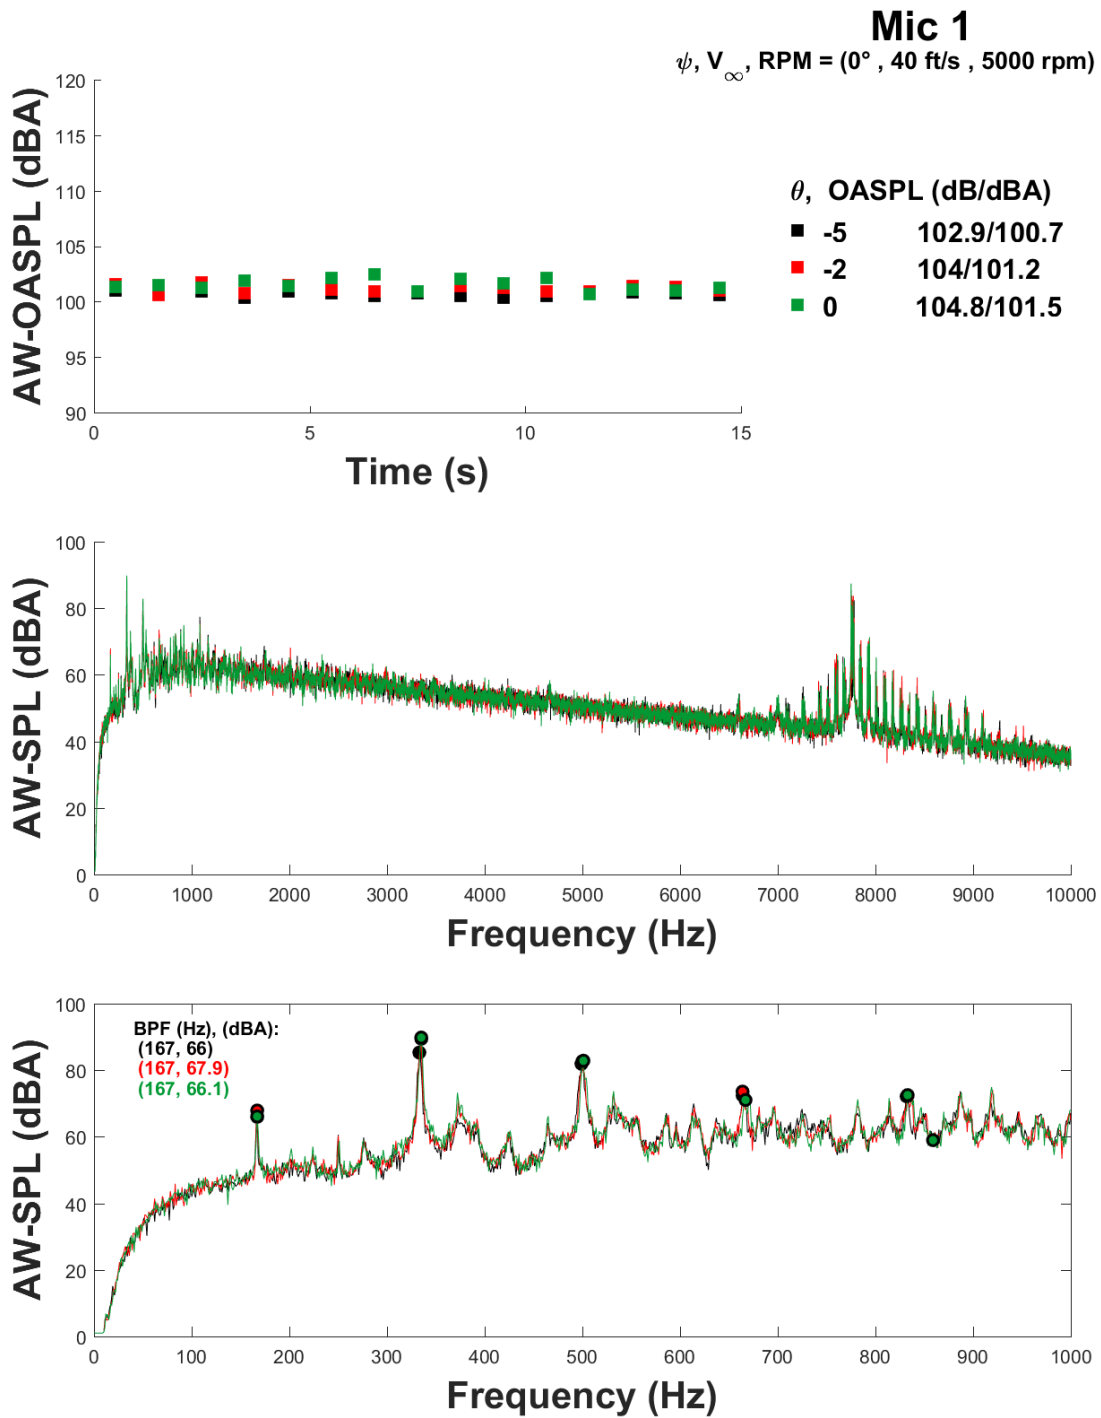 Mic 1
ψ, V∞, RPM = (0° , 40 ft/s , 5000 rpm)
120
115
110
105
100
95
90
AW-OASPL (dBA)
0 5 10 15
Time (s)
θ, OASPL (dB/dBA)
-5 102.9/100.7
-2 104/101.2
0 104.8/101.5
100
80
60
40
20
0
AW-SPL (dBA)
0 1000 2000 3000 4000 5000 6000 7000 8000 9000 10000
Frequency (Hz)
100
80
60
40
20
0
AW-SPL (dBA)
BPF (Hz), (dBA):
(167, 66)
(167, 67.9)
(167, 66.1)
0 100 200 300 400 500 600 700 800 900 1000
Frequency (Hz)